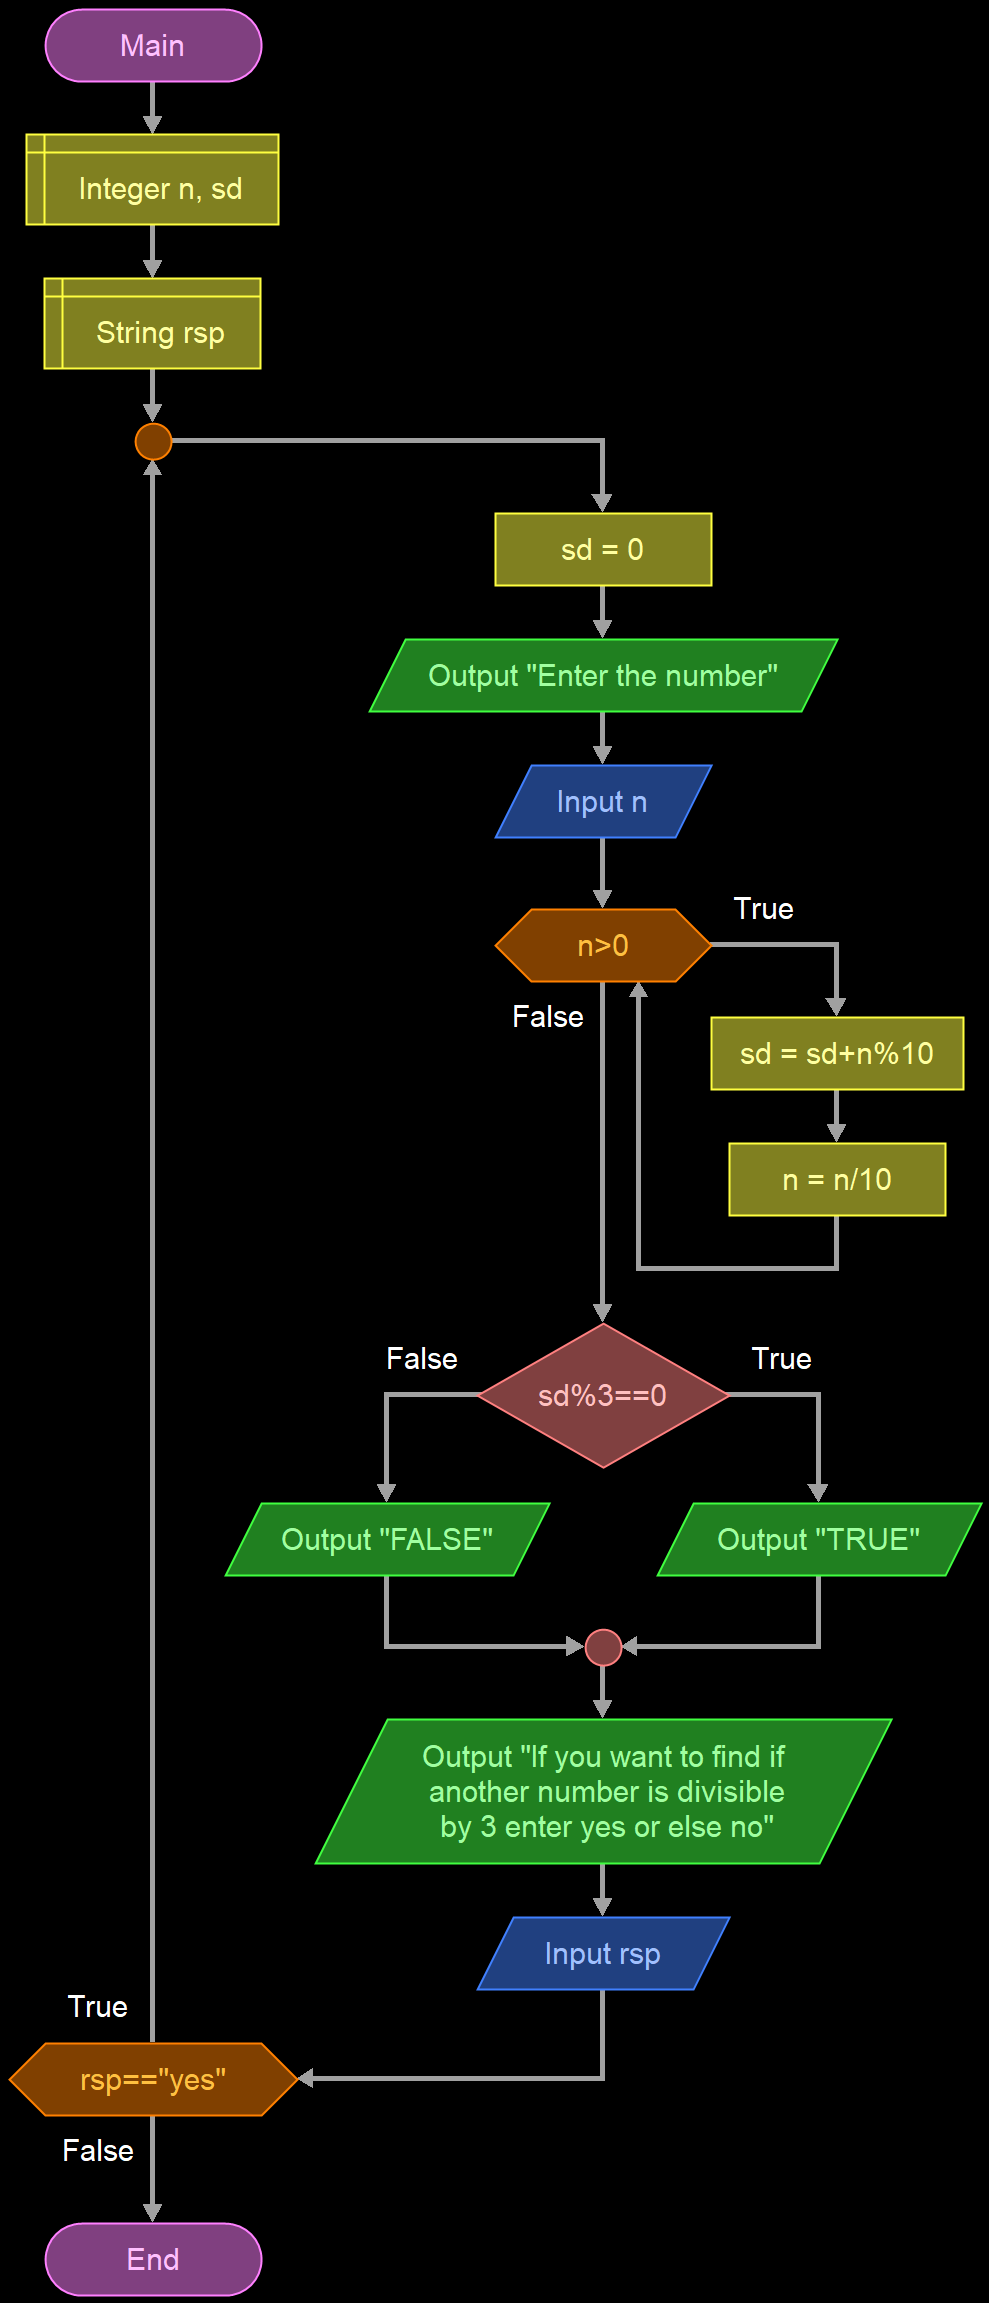 Main
Integer n, sd
String rsp
sd = 0
Output "Enter the number"
Input n
n>0
True
False
sd = sd+n%10
n = n/10
sd%3==0
False
True
Output "FALSE"
Output "TRUE"
Output "If you want to find if
another number is divisible
by 3 enter yes or else no"
Input rsp
True
rsp=="yes"
False
End